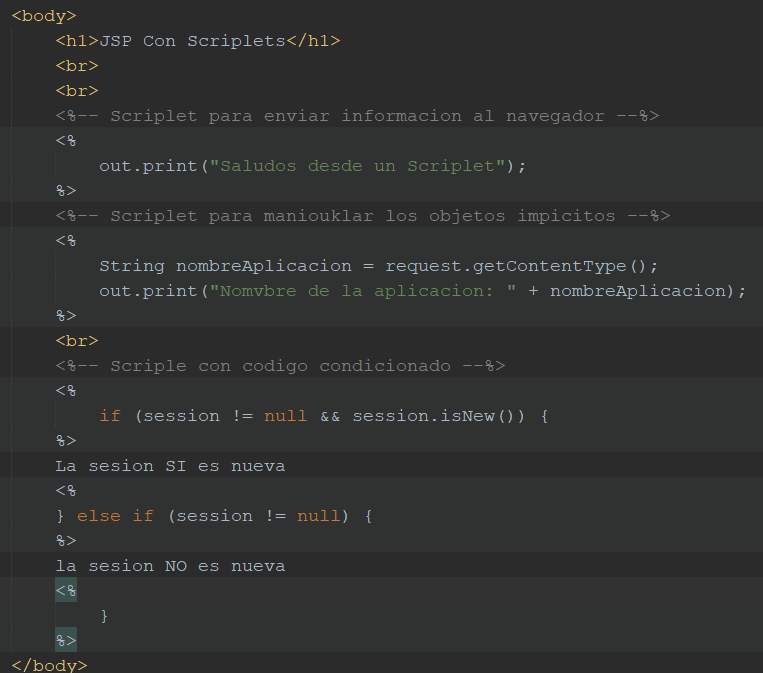 <body>
<h1>JSP Con Scriplets</h1>
<br>
<br>
<%-- Scriplet para enviar informacion al navegador --%>
<%
out.print("Saludos desde un Scriplet");
%>
<%-- Scriplet para maniouklar los objetos impicitos --%>
<%
String nombreAplicacion = request.getContentType();
out.print("Nomvbre de la aplicacion: " + nombreAplicacion);
%>
<br>
<%-- Scriple con codigo condicionado --%>
<%
if (session != null && session.isNew()) {
%>
La sesion SI es nueva
<%
} else if (session != null) {
%>
la sesion NO es nueva
<%
}
%>
</body>